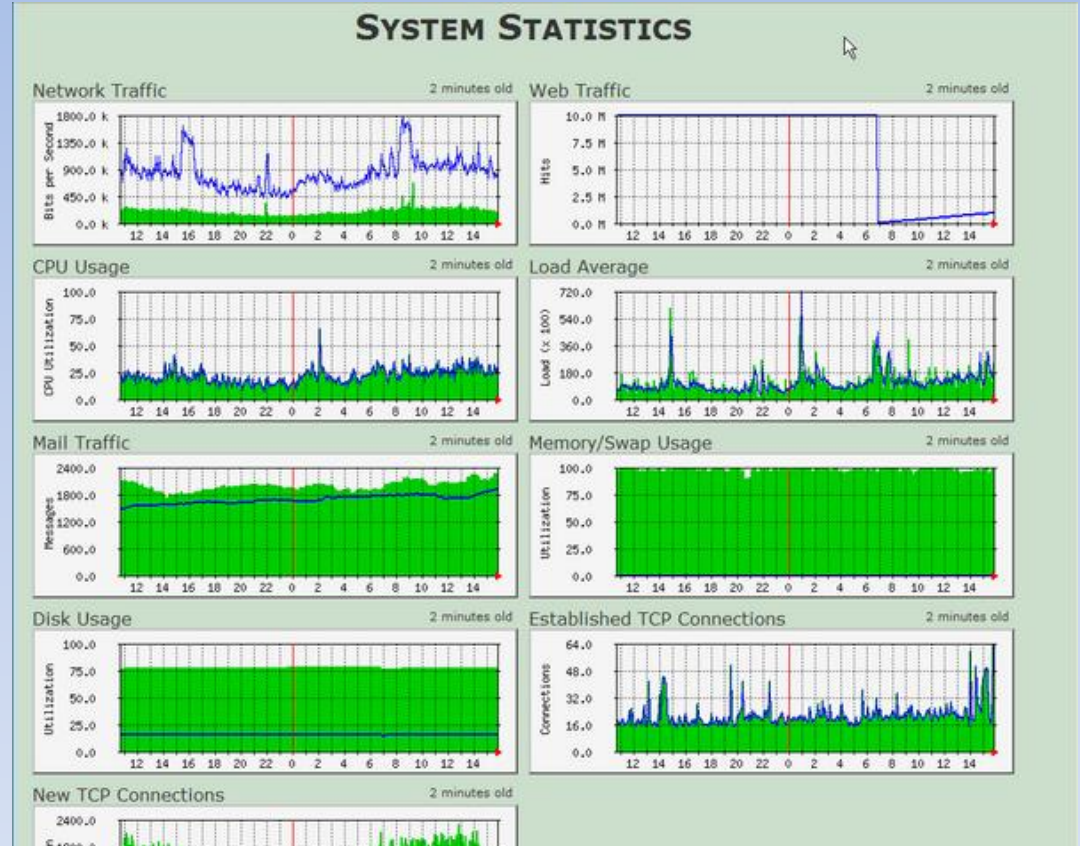 SYSTEM STATISTICS
Network Traffic 2 minutes old
Bits per Second
1800.0 k
1350.0 k
900.0 k
450.0 k
0.0 k
12 14 16 18 20 22 0 2 4 6 8 10 12 14
Web Traffic 2 minutes old
Hits
10.0 M
7.5 M
5.0 M
2.5 M
0.0 M
12 14 16 18 20 22 0 2 4 6 8 10 12 14
CPU Usage 2 minutes old
CPU Utilization
100.0
75.0
50.0
25.0
0.0
12 14 16 18 20 22 0 2 4 6 8 10 12 14
Load Average 2 minutes old
Load (x 100)
720.0
540.0
360.0
180.0
0.0
12 14 16 18 20 22 0 2 4 6 8 10 12 14
Mail Traffic 2 minutes old
Messages
2400.0
1800.0
1200.0
600.0
0.0
12 14 16 18 20 22 0 2 4 6 8 10 12 14
Memory/Swap Usage 2 minutes old
Utilization
100.0
75.0
50.0
25.0
0.0
12 14 16 18 20 22 0 2 4 6 8 10 12 14
Disk Usage 2 minutes old
Utilization
100.0
75.0
50.0
25.0
0.0
12 14 16 18 20 22 0 2 4 6 8 10 12 14
Established TCP Connections 2 minutes old
Connections
64.0
48.0
32.0
16.0
0.0
12 14 16 18 20 22 0 2 4 6 8 10 12 14
New TCP Connections 2 minutes old
2400.0